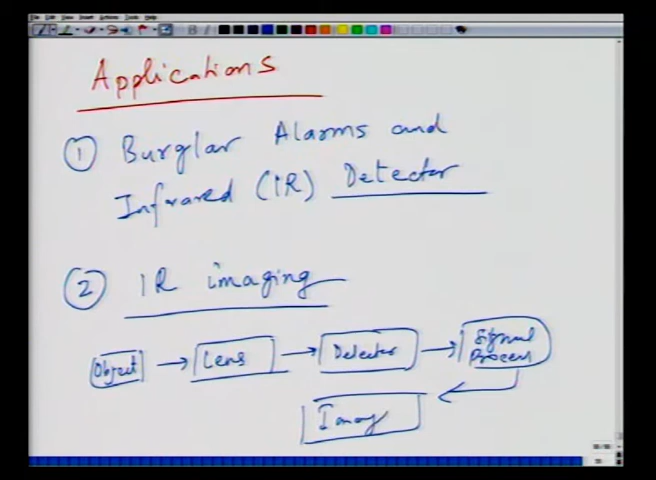 Applications
① Burglar Alarms and
Infrared (IR) Detector
② IR imaging
Object → Lens → Detector → Signal
Process
Image